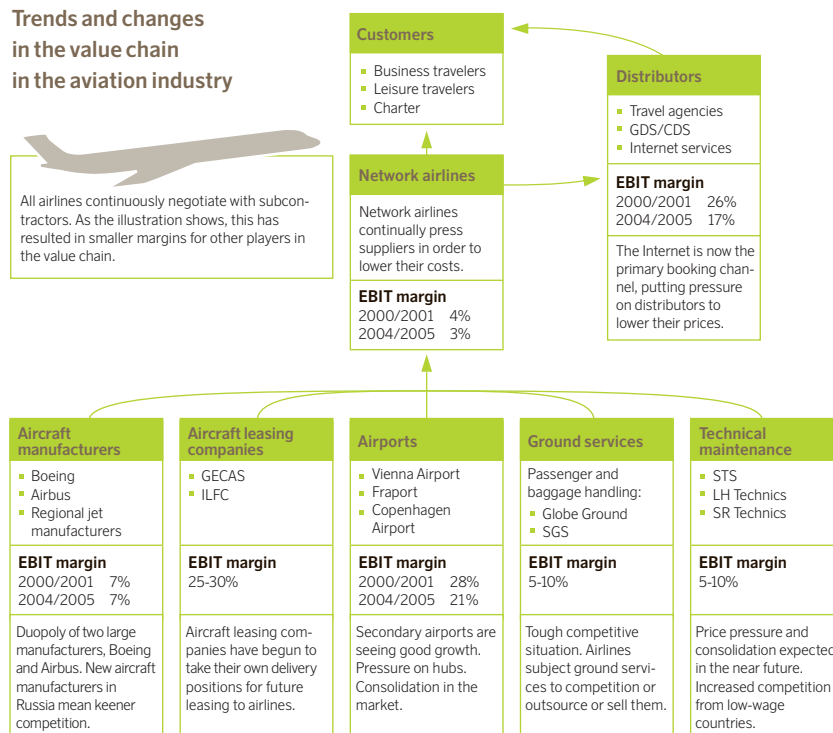 Trends and changes
in the value chain
in the aviation industry
All airlines continuously negotiate with subcon-
tractors. As the illustration shows, this has
resulted in smaller margins for other players in
the value chain.
Customers
▪ Business travelers
▪ Leisure travelers
▪ Charter
Distributors
▪ Travel agencies
▪ GDS/CDS
▪ Internet services
EBIT margin
2000/2001 26%
2004/2005 17%
The Internet is now the
primary booking chan-
nel, putting pressure
on distributors to
lower their prices.
Network airlines
Network airlines
continually press
suppliers in order to
lower their costs.
EBIT margin
2000/2001 4%
2004/2005 3%
Aircraft
manufacturers
▪ Boeing
▪ Airbus
▪ Regional jet
manufacturers
EBIT margin
2000/2001 7%
2004/2005 7%
Duopoly of two large
manufacturers, Boeing
and Airbus. New aircraft
manufacturers in
Russia mean keener
competition.
Aircraft leasing
companies
▪ GECAS
▪ ILFC
EBIT margin
25-30%
Aircraft leasing com-
panies have begun to
take their own delivery
positions for future
leasing to airlines.
Airports
▪ Vienna Airport
▪ Fraport
▪ Copenhagen
Airport
EBIT margin
2000/2001 28%
2004/2005 21%
Secondary airports are
seeing good growth.
Pressure on hubs.
Consolidation in the
market.
Ground services
Passenger and
baggage handling:
▪ Globe Ground
▪ SGS
EBIT margin
5-10%
Tough competitive
situation. Airlines
subject ground servi-
ces to competition or
outsource or sell them.
Technical
maintenance
▪ STS
▪ LH Technics
▪ SR Technics
EBIT margin
5-10%
Price pressure and
consolidation expected
in the near future.
Increased competition
from low-wage
countries.